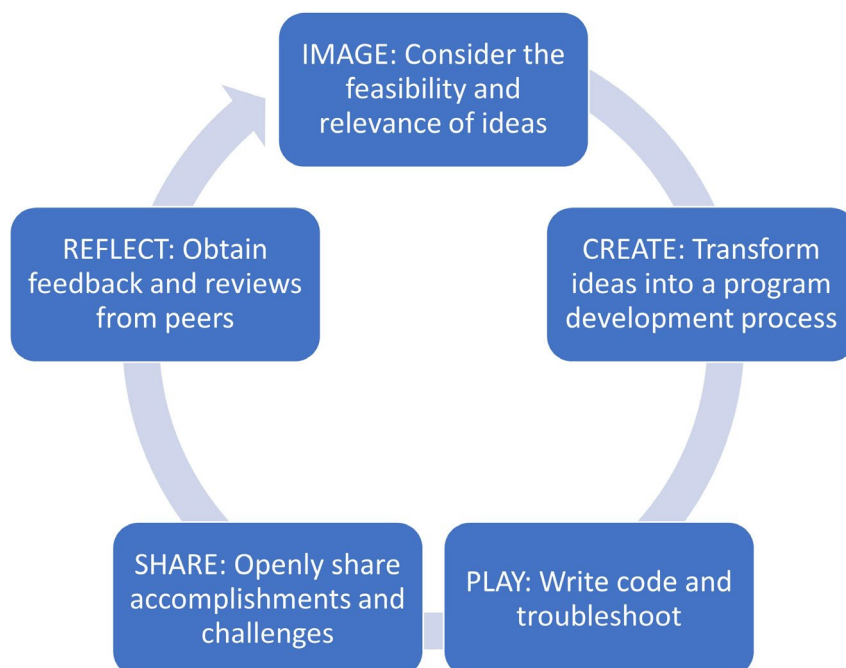 IMAGE: Consider the
feasibility and
relevance of ideas
CREATE: Transform
ideas into a program
development process
PLAY: Write code and
troubleshoot
SHARE: Openly share
accomplishments and
challenges
REFLECT: Obtain
feedback and reviews
from peers